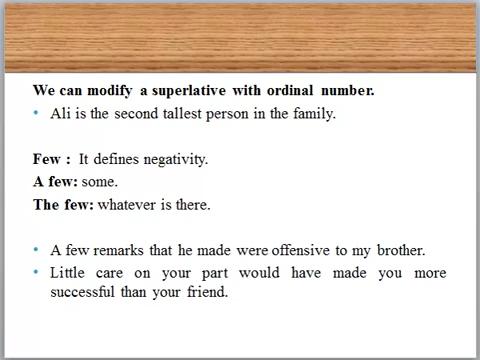 We can modify a superlative with ordinal number.
• Ali is the second tallest person in the family.
Few : It defines negativity.
A few: some.
The few: whatever is there.
• A few remarks that he made were offensive to my brother.
• Little care on your part would have made you more
successful than your friend.